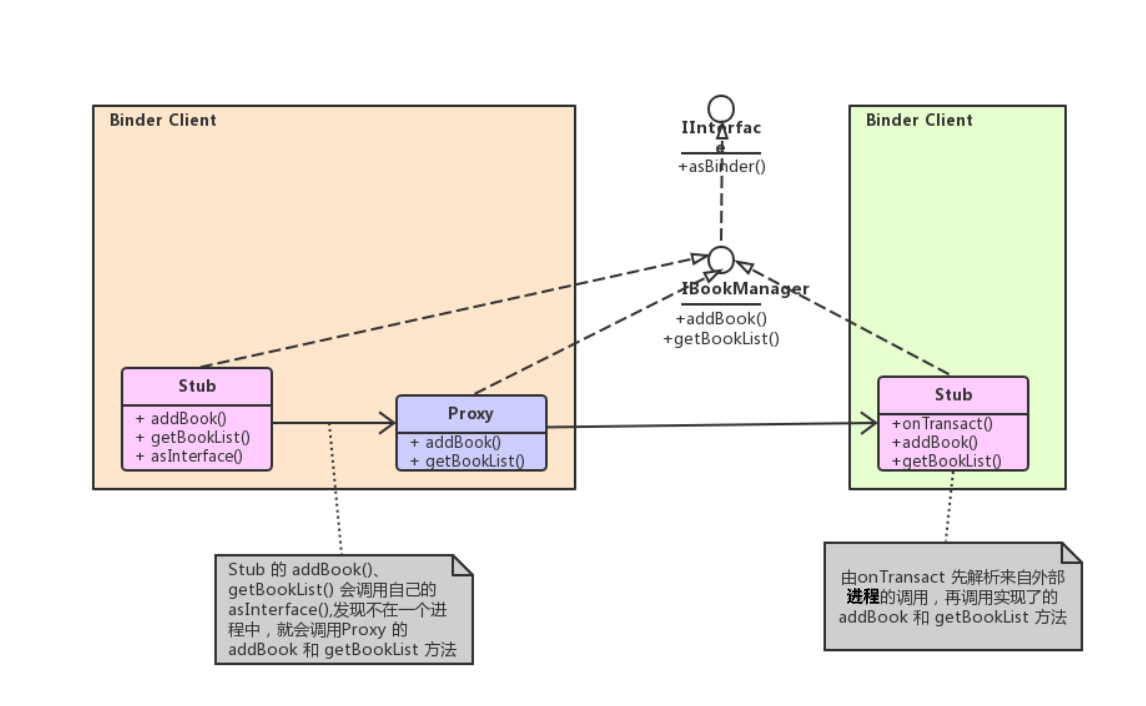 Binder Client
IInterfac
e
+asBinder()
Binder Client
IBookManager
+addBook()
+getBookList()
Stub
+ addBook()
+ getBookList()
+ asInterface()
Proxy
+ addBook()
+ getBookList()
Stub
+onTransact()
+addBook()
+getBookList()
Stub 的 addBook()、
getBookList() 会调用自己的
asInterface(),发现不在一个进
程中，就会调用Proxy 的
addBook 和 getBookList 方法
由onTransact 先解析来自外部
进程的调用，再调用实现了的
addBook 和 getBookList 方法